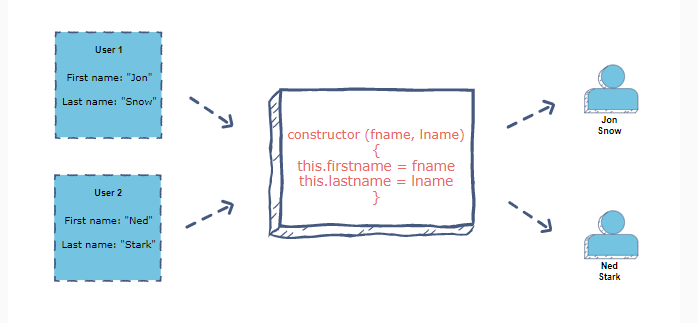 User 1
First name: "Jon"
Last name: "Snow"
User 2
First name: "Ned"
Last name: "Stark"
constructor (fname, lname)
{
this.firstname = fname
this.lastname = lname
}
Jon
Snow
Ned
Stark